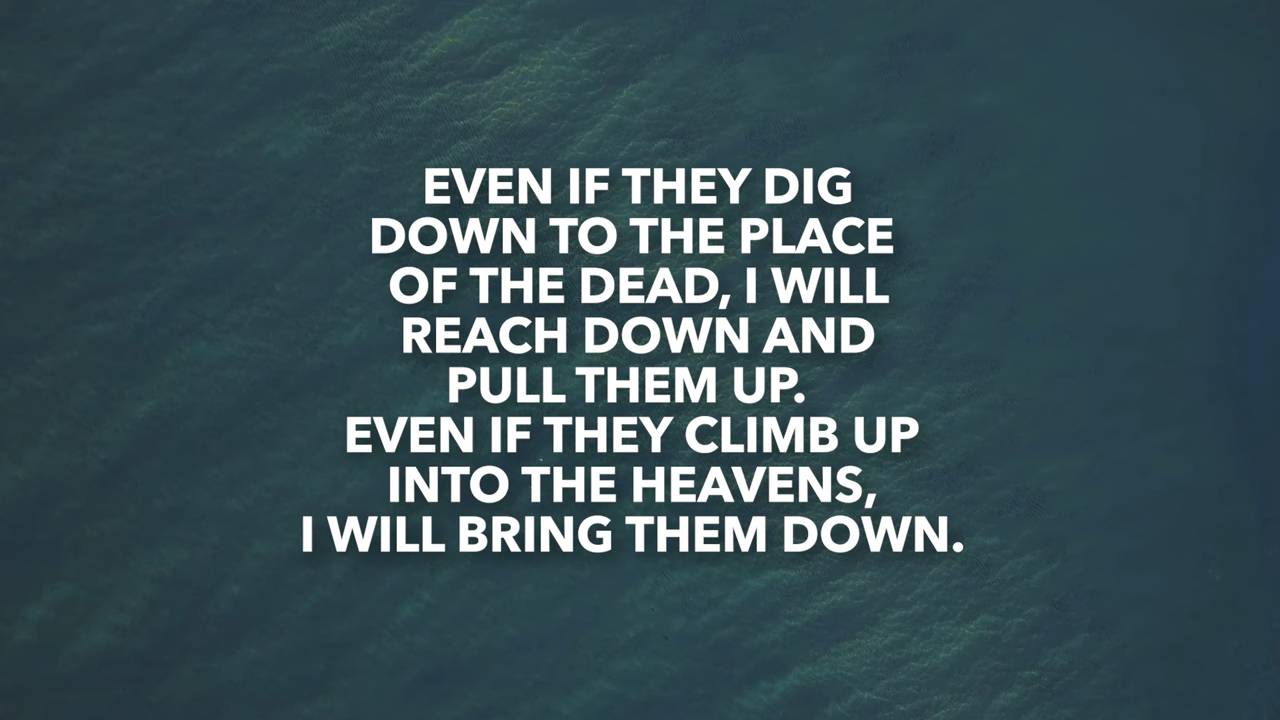 EVEN IF THEY DIG
DOWN TO THE PLACE
OF THE DEAD, I WILL
REACH DOWN AND
PULL THEM UP.
EVEN IF THEY CLIMB UP
INTO THE HEAVENS,
I WILL BRING THEM DOWN.